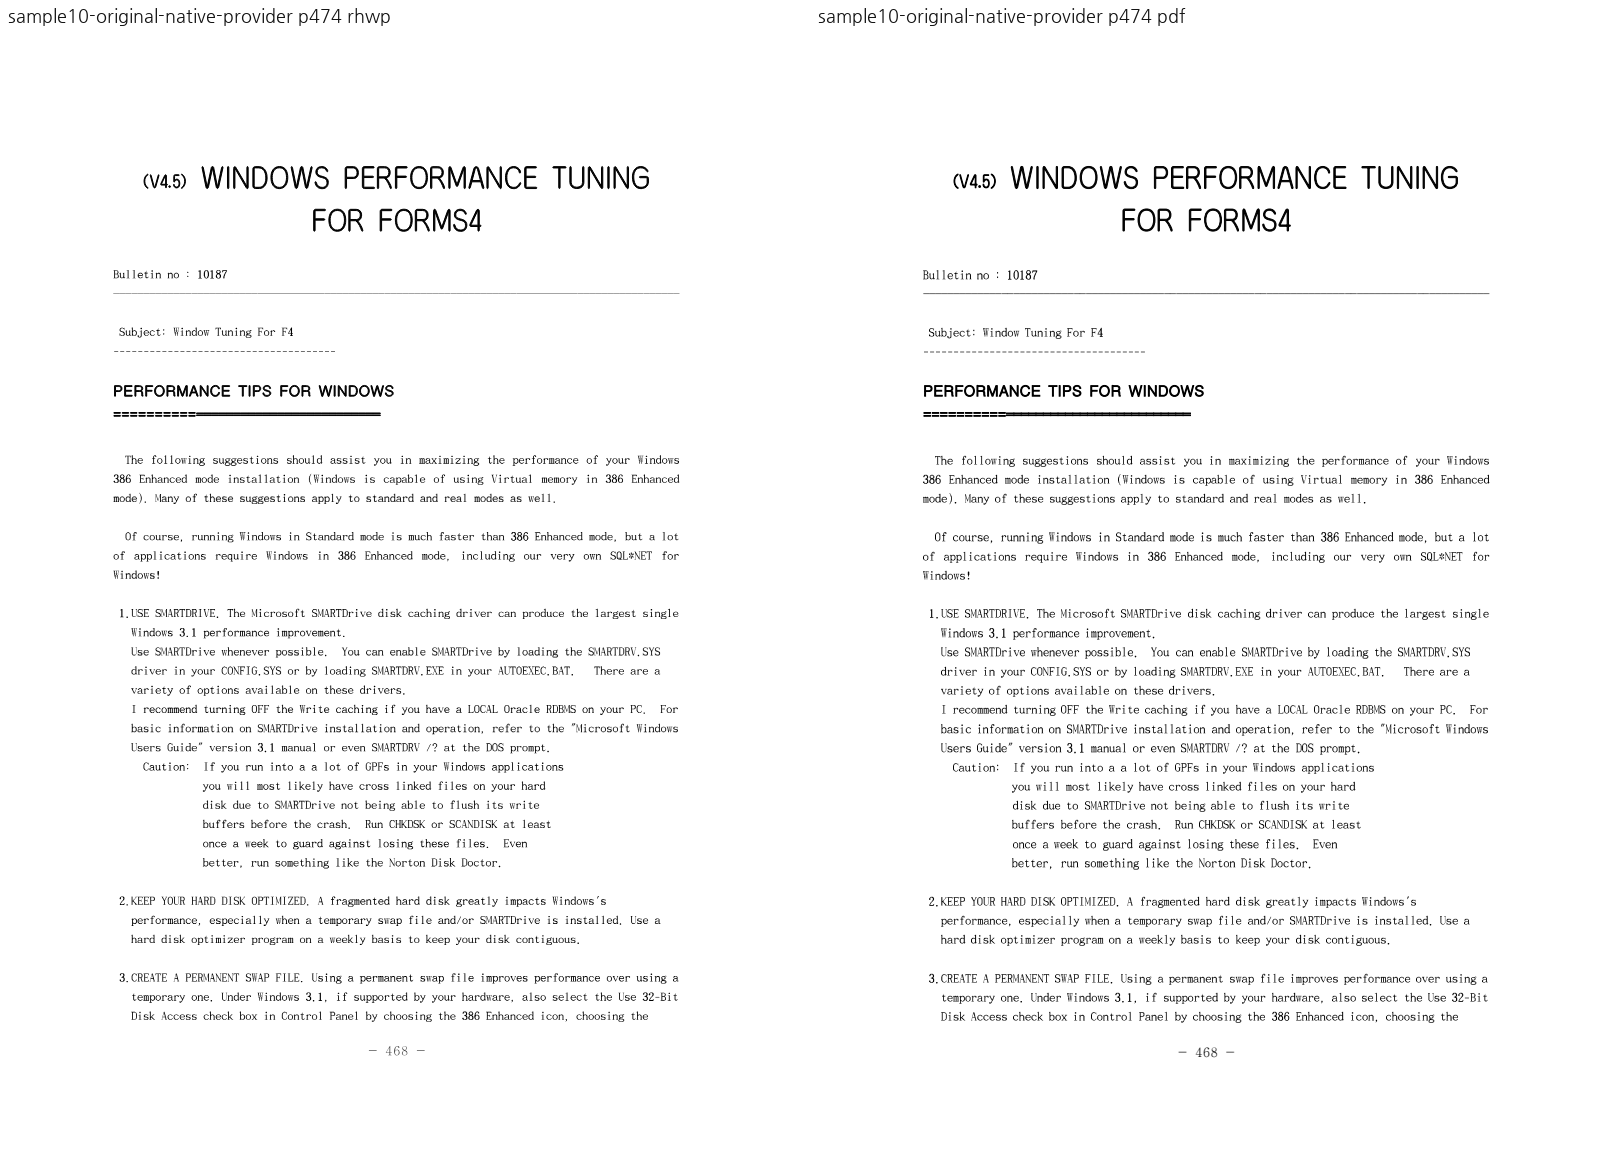 sample10-original-native-provider p474 rhwp
(V4.5) WINDOWS PERFORMANCE TUNING
FOR FORMS4
Bulletin no : 10187
Subject: Window Tuning For F4
-------------------------------------
PERFORMANCE TIPS FOR WINDOWS
================================
The following suggestions should assist you in maximizing the performance of your Windows
386 Enhanced mode installation (Windows is capable of using Virtual memory in 386 Enhanced
mode). Many of these suggestions apply to standard and real modes as well.
Of course, running Windows in Standard mode is much faster than 386 Enhanced mode, but a lot
of applications require Windows in 386 Enhanced mode, including our very own SQL*NET for
Windows!
1.USE SMARTDRIVE. The Microsoft SMARTDrive disk caching driver can produce the largest single
Windows 3.1 performance improvement.
Use SMARTDrive whenever possible.  You can enable SMARTDrive by loading the SMARTDRV.SYS
driver in your CONFIG.SYS or by loading SMARTDRV.EXE in your AUTOEXEC.BAT.   There are a
variety of options available on these drivers.
I recommend turning OFF the Write caching if you have a LOCAL Oracle RDBMS on your PC.  For
basic information on SMARTDrive installation and operation, refer to the "Microsoft Windows
Users Guide" version 3.1 manual or even SMARTDRV /? at the DOS prompt.
Caution:  If you run into a a lot of GPFs in your Windows applications
you will most likely have cross linked files on your hard
disk due to SMARTDrive not being able to flush its write
buffers before the crash.  Run CHKDSK or SCANDISK at least
once a week to guard against losing these files.  Even
better, run something like the Norton Disk Doctor.
2.KEEP YOUR HARD DISK OPTIMIZED. A fragmented hard disk greatly impacts Windows's
performance, especially when a temporary swap file and/or SMARTDrive is installed. Use a
hard disk optimizer program on a weekly basis to keep your disk contiguous.
3.CREATE A PERMANENT SWAP FILE. Using a permanent swap file improves performance over using a
temporary one. Under Windows 3.1, if supported by your hardware, also select the Use 32-Bit
Disk Access check box in Control Panel by choosing the 386 Enhanced icon, choosing the
- 468 -
sample10-original-native-provider p474 pdf
(V4.5) WINDOWS PERFORMANCE TUNING
FOR FORMS4
Bulletin no : 10187
Subject: Window Tuning For F4
-------------------------------------
PERFORMANCE TIPS FOR WINDOWS
================================
The following suggestions should assist you in maximizing the performance of your Windows
386 Enhanced mode installation (Windows is capable of using Virtual memory in 386 Enhanced
mode). Many of these suggestions apply to standard and real modes as well.
Of course, running Windows in Standard mode is much faster than 386 Enhanced mode, but a lot
of applications require Windows in 386 Enhanced mode, including our very own SQL*NET for
Windows!
1.USE SMARTDRIVE. The Microsoft SMARTDrive disk caching driver can produce the largest single
Windows 3.1 performance improvement.
Use SMARTDrive whenever possible.  You can enable SMARTDrive by loading the SMARTDRV.SYS
driver in your CONFIG.SYS or by loading SMARTDRV.EXE in your AUTOEXEC.BAT.   There are a
variety of options available on these drivers.
I recommend turning OFF the Write caching if you have a LOCAL Oracle RDBMS on your PC.  For
basic information on SMARTDrive installation and operation, refer to the "Microsoft Windows
Users Guide" version 3.1 manual or even SMARTDRV /? at the DOS prompt.
Caution:  If you run into a a lot of GPFs in your Windows applications
you will most likely have cross linked files on your hard
disk due to SMARTDrive not being able to flush its write
buffers before the crash.  Run CHKDSK or SCANDISK at least
once a week to guard against losing these files.  Even
better, run something like the Norton Disk Doctor.
2.KEEP YOUR HARD DISK OPTIMIZED. A fragmented hard disk greatly impacts Windows's
performance, especially when a temporary swap file and/or SMARTDrive is installed. Use a
hard disk optimizer program on a weekly basis to keep your disk contiguous.
3.CREATE A PERMANENT SWAP FILE. Using a permanent swap file improves performance over using a
temporary one. Under Windows 3.1, if supported by your hardware, also select the Use 32-Bit
Disk Access check box in Control Panel by choosing the 386 Enhanced icon, choosing the
- 468 -